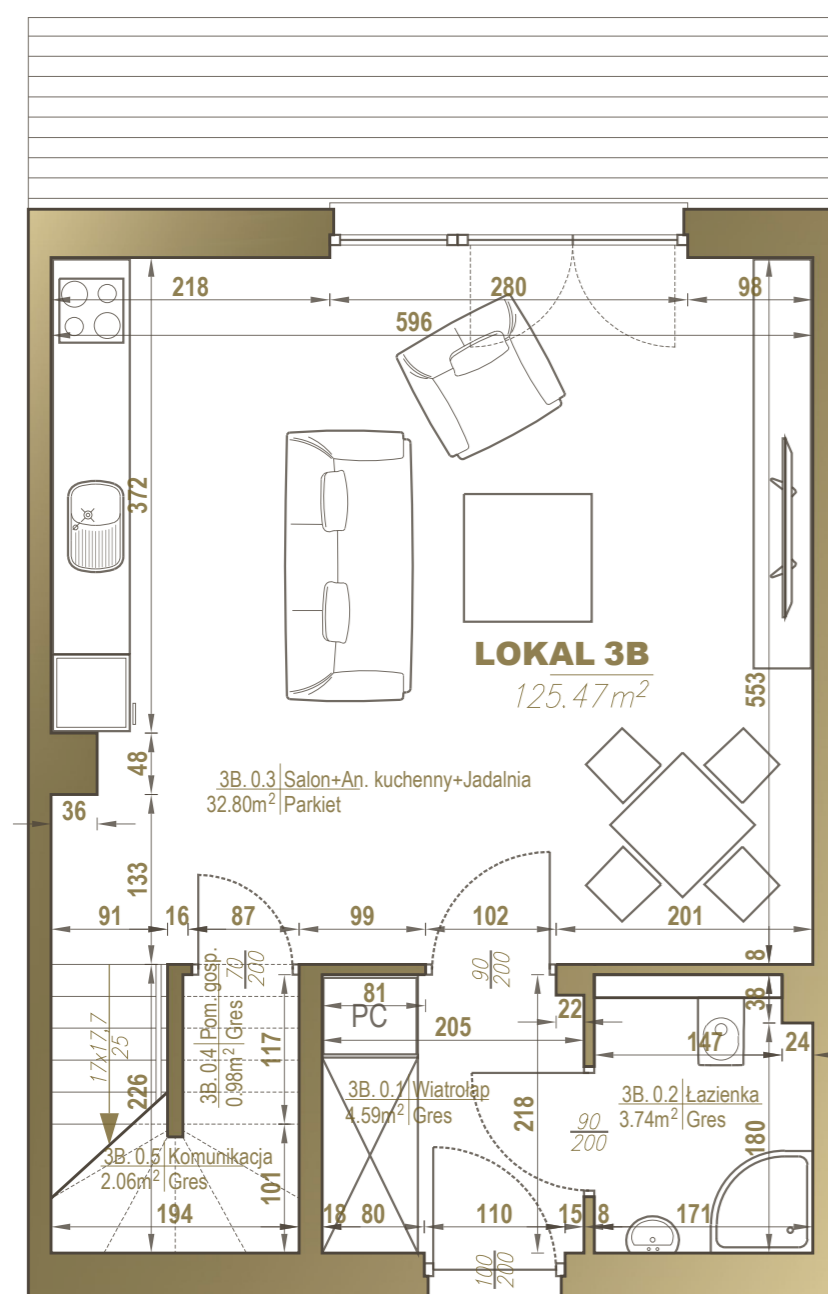 218 280 98
596
372
LOKAL 3B
125.47m²
553
48
3B. 0.3 Salon+An. kuchenny+Jadalnia
32.80m² Parkiet
36
133
91 16 87 99 102 201
8
70
200
90
200
3B. 0.4 Pom. gosp.
0.98m² Gres
81
PC
22
38
205
147 24
17x17,7
25
226
117
3B. 0.1 Wiatrołap
4.59m² Gres
218
3B. 0.2 Łazienka
3.74m² Gres
90
200
180
3B. 0.5 Komunikacja
2.06m² Gres
101
194 18 80 110 15 8 171
100
200